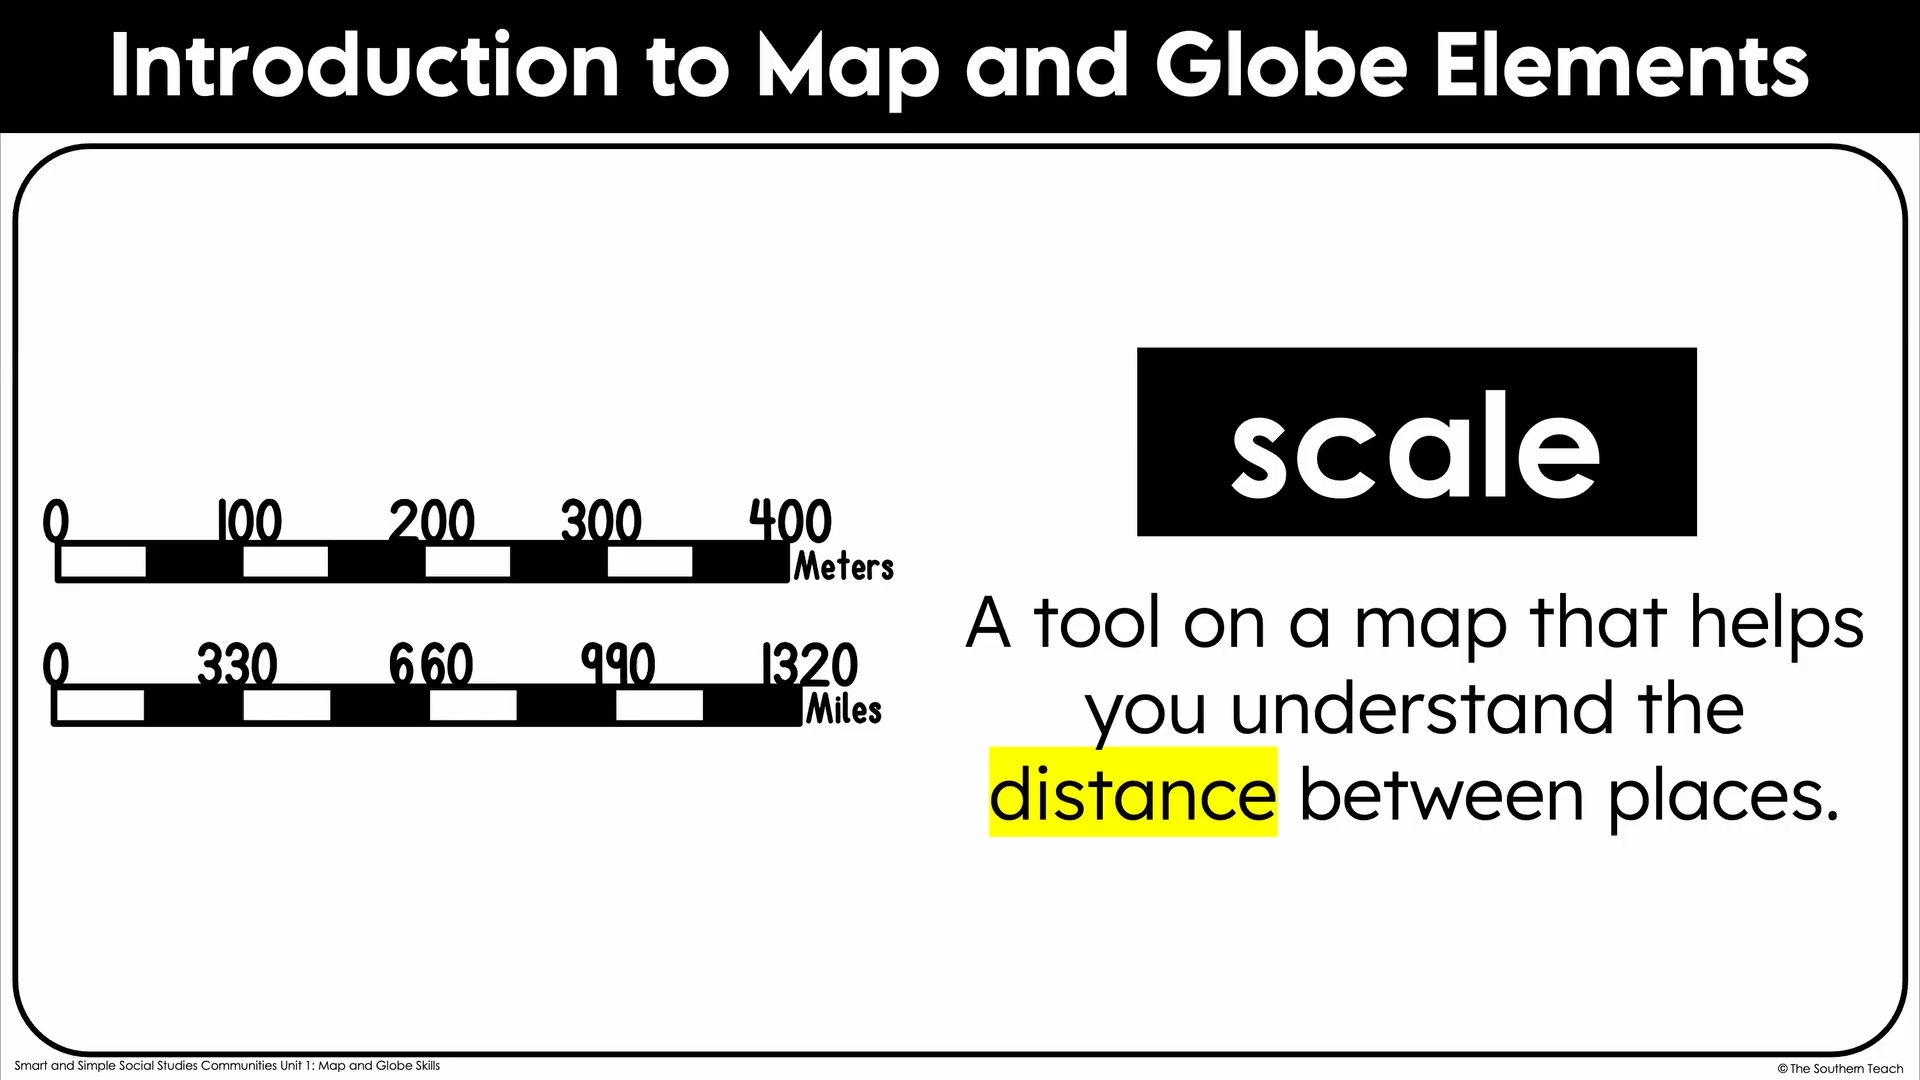 Introduction to Map and Globe Elements
0 100 200 300 400
Meters
0 330 660 990 1320
Miles
scale
A tool on a map that helps
you understand the
distance between places.
Smart and Simple Social Studies Communities Unit 1: Map and Globe Skills
© The Southern Teach